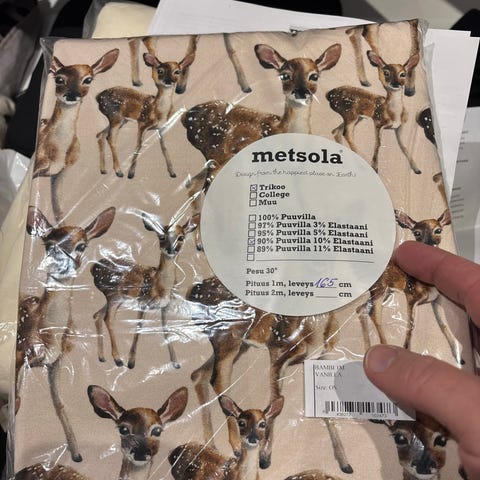 metsola
Design from the happiest place on Earth!
Trikoo
College
Muu
100% Puuvilla
97% Puuvilla 3% Elastaani
95% Puuvilla 5% Elastaani
90% Puuvilla 10% Elastaani
89% Puuvilla 11% Elastaani
Pesu 30°
Pituus 1m, leveys 165 cm
Pituus 2m, leveys cm
BAMBI 1M
VANILLA
Size: